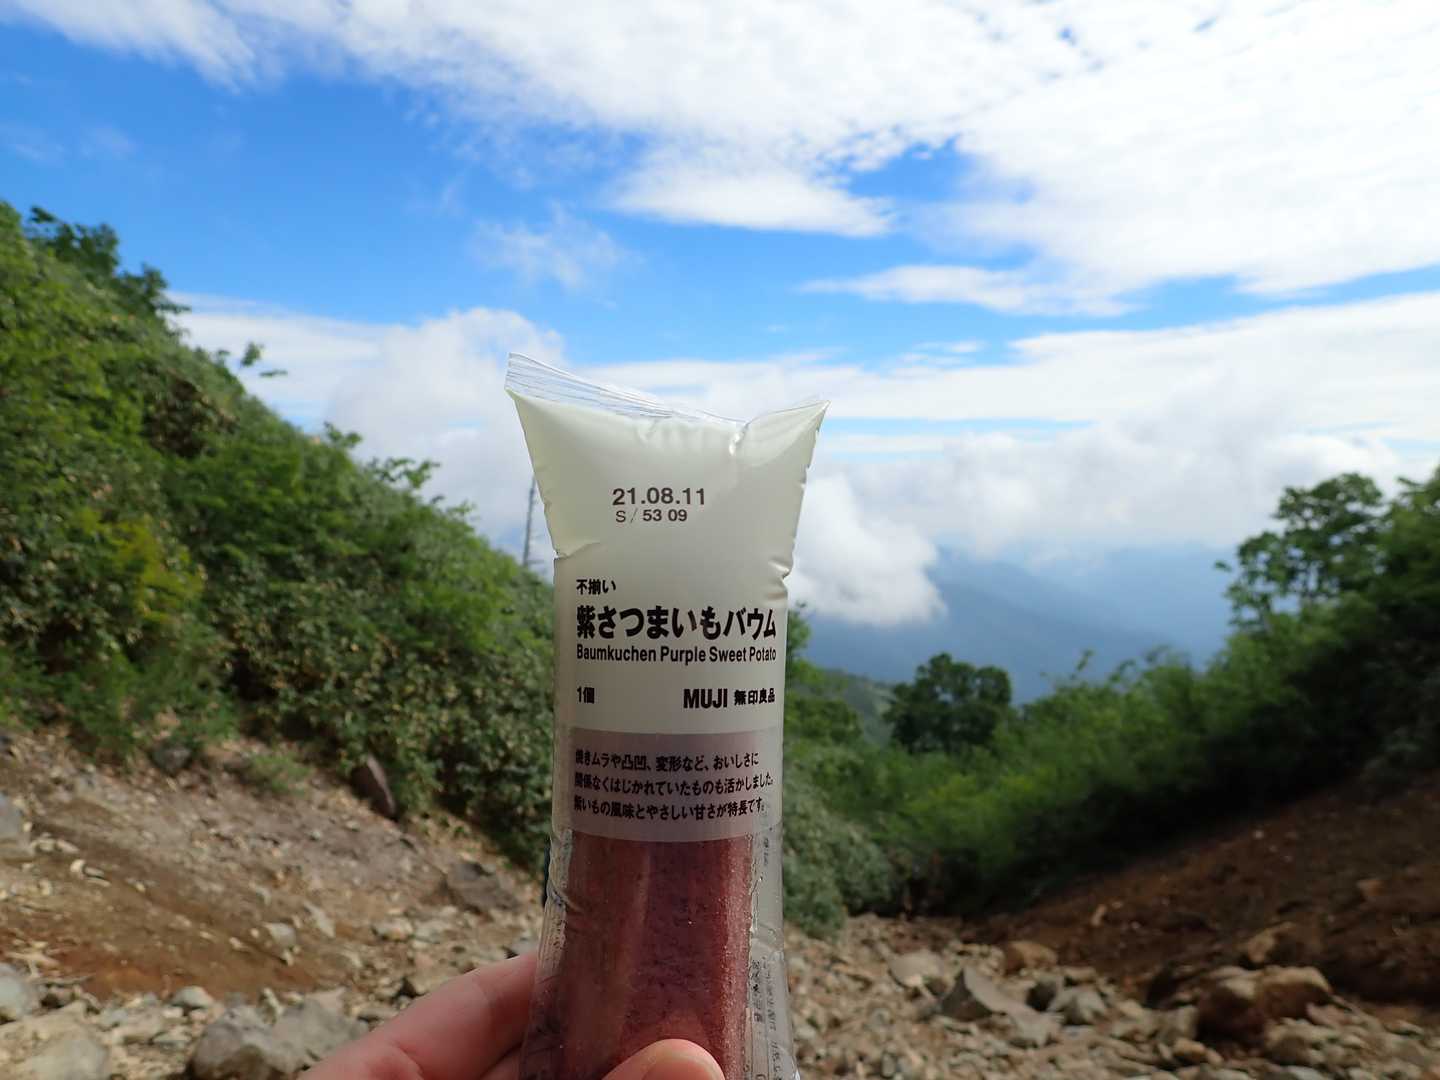 21.08.11
S/ 53 09
不揃い
紫さつまいもバウム
Baumkuchen Purple Sweet Potato
1個 MUJI 無印良品
焼きムラや凸凹、変形など、おいしさに
関係なくはじかれていたものも活かしました。
紫いもの風味とやさしい甘さが特長です。